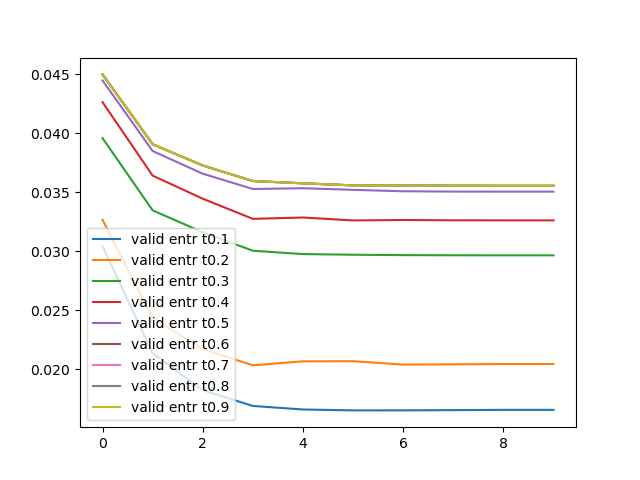 0.045
0.040
0.035
0.030
0.025
0.020
valid entr t0.1
valid entr t0.2
valid entr t0.3
valid entr t0.4
valid entr t0.5
valid entr t0.6
valid entr t0.7
valid entr t0.8
valid entr t0.9
0 2 4 6 8